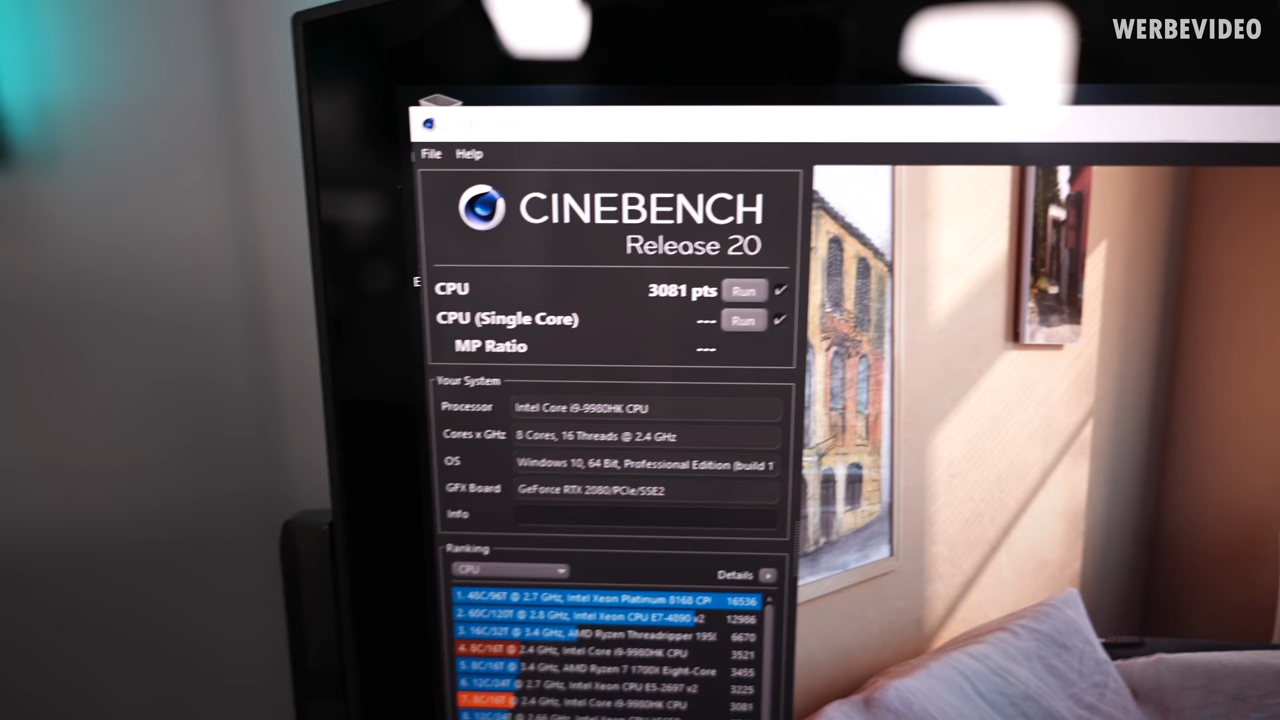 WERBEVIDEO
File Help
CINEBENCH
Release 20
E
CPU 3081 pts Run
CPU (Single Core) --- Run
MP Ratio ---
Your System
Processor Intel Core i9-9980HK CPU
Cores x GHz 8 Cores, 16 Threads @ 2.4 GHz
OS Windows 10, 64 Bit, Professional Edition (build 1
GFX Board GeForce RTX 2080/PCIe/SSE2
Info
Ranking
CPU Details
1. 48C/96T @ 2.7 GHz, Intel Xeon Platinum 8168 CP 16536
2. 60C/120T @ 2.8 GHz, Intel Xeon CPU E7-4890 v2 12986
3. 16C/32T @ 3.4 GHz, AMD Ryzen Threadripper 195 6670
4. 8C/16T @ 2.4 GHz, Intel Core i9-9980HK CPU 3521
5. 8C/16T @ 3.4 GHz, AMD Ryzen 7 1700X Eight-Core 3455
6. 12C/24T @ 2.7 GHz, Intel Xeon CPU E5-2697 v2 3225
7. 8C/16T @ 2.4 GHz, Intel Core i9-9980HK CPU 3081